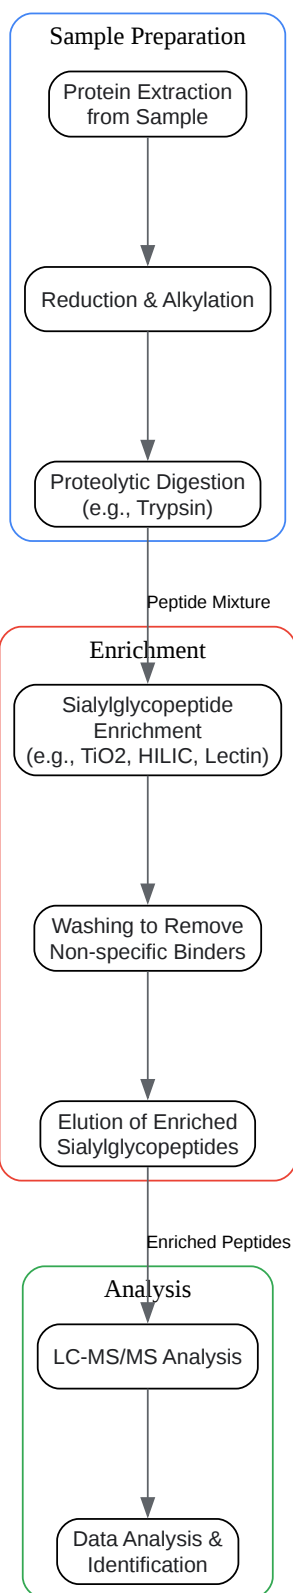 Sample Preparation
Protein Extraction
from Sample
Reduction & Alkylation
Proteolytic Digestion
(e.g., Trypsin)
Peptide Mixture
Enrichment
Sialylglycopeptide
Enrichment
(e.g., TiO2, HILIC, Lectin)
Washing to Remove
Non-specific Binders
Elution of Enriched
Sialylglycopeptides
Enriched Peptides
Analysis
LC-MS/MS Analysis
Data Analysis &
Identification